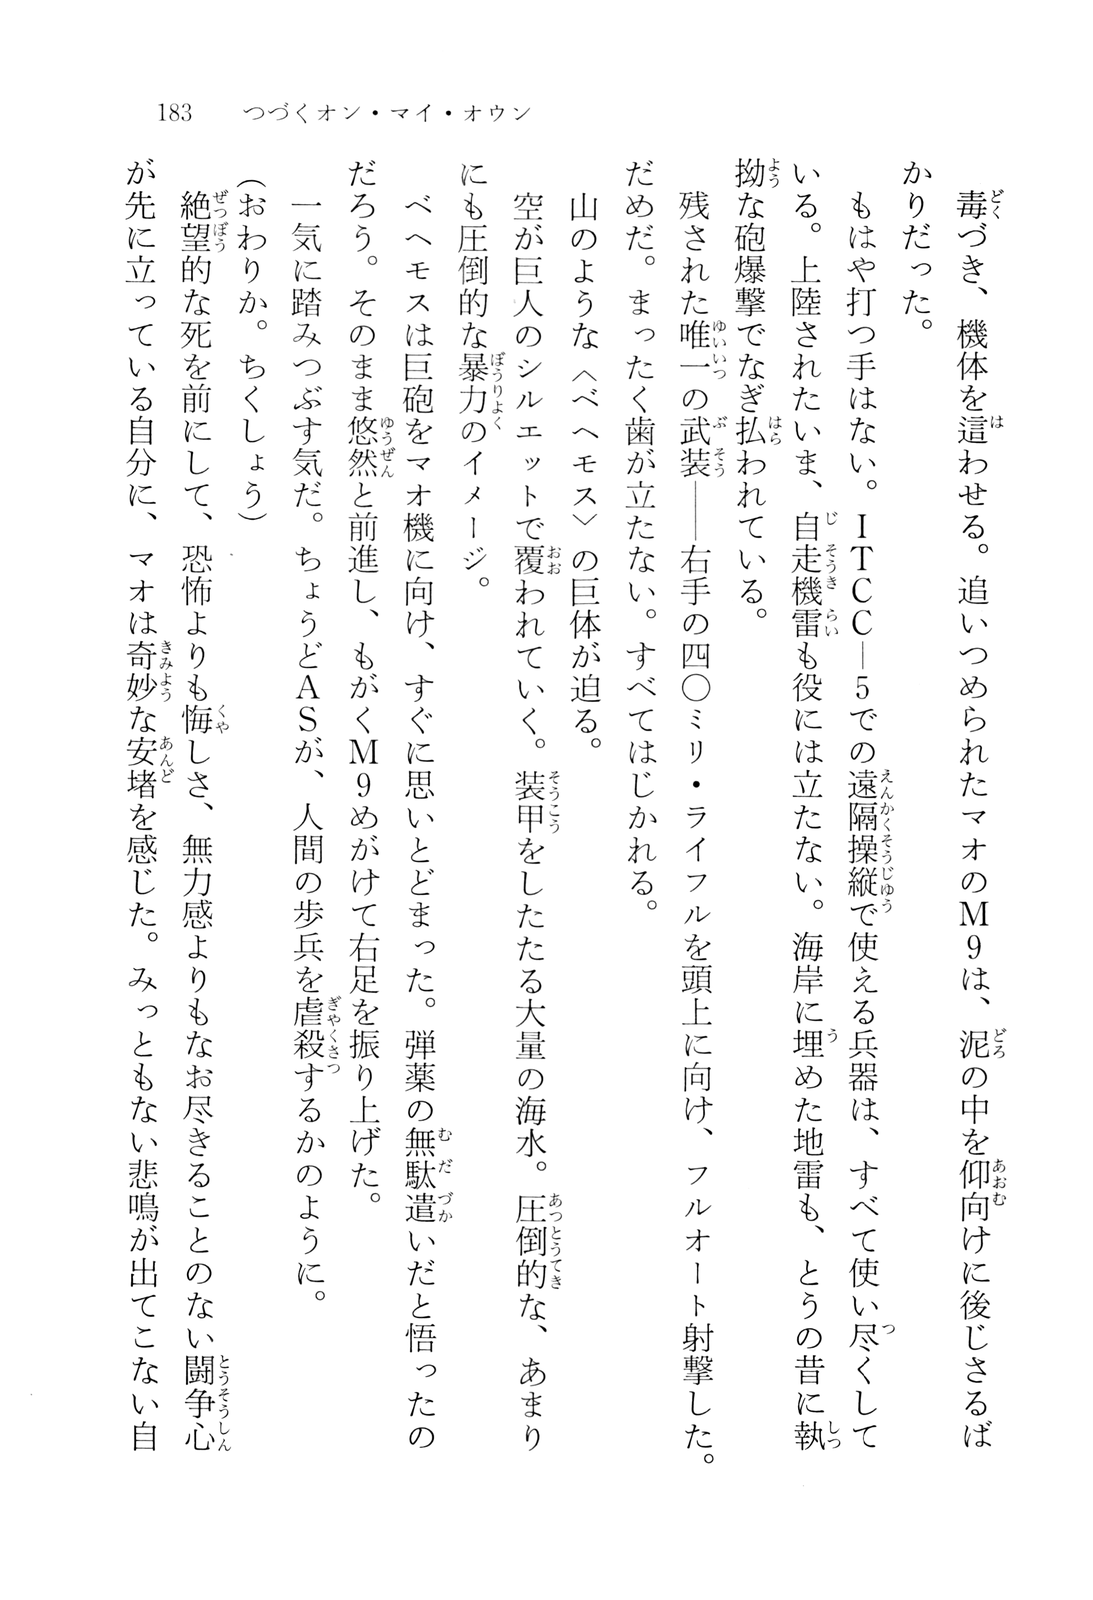 183　つづくオン・マイ・オウン
毒づき、機体を這わせる。追いつめられたマオのＭ９は、泥の中を仰向けに後じさるば
かりだった。
もはや打つ手はない。ＩＴＣＣ―５での遠隔操縦で使える兵器は、すべて使い尽くして
いる。上陸されたいま、自走機雷も役には立たない。海岸に埋めた地雷も、とうの昔に執
拗な砲爆撃でなぎ払われている。
残された唯一の武装――右手の四〇ミリ・ライフルを頭上に向け、フルオート射撃した。
だめだ。まったく歯が立たない。すべてはじかれる。
山のような〈ベヘモス〉の巨体が迫る。
空が巨人のシルエットで覆われていく。装甲をしたたる大量の海水。圧倒的な、あまり
にも圧倒的な暴力のイメージ。
ベヘモスは巨砲をマオ機に向け、すぐに思いとどまった。弾薬の無駄遣いだと悟ったの
だろう。そのまま悠然と前進し、もがくＭ９めがけて右足を振り上げた。
一気に踏みつぶす気だ。ちょうどＡＳが、人間の歩兵を虐殺するかのように。
（おわりか。ちくしょう）
絶望的な死を前にして、恐怖よりも悔しさ、無力感よりもなお尽きることのない闘争心
が先に立っている自分に、マオは奇妙な安堵を感じた。みっともない悲鳴が出てこない自